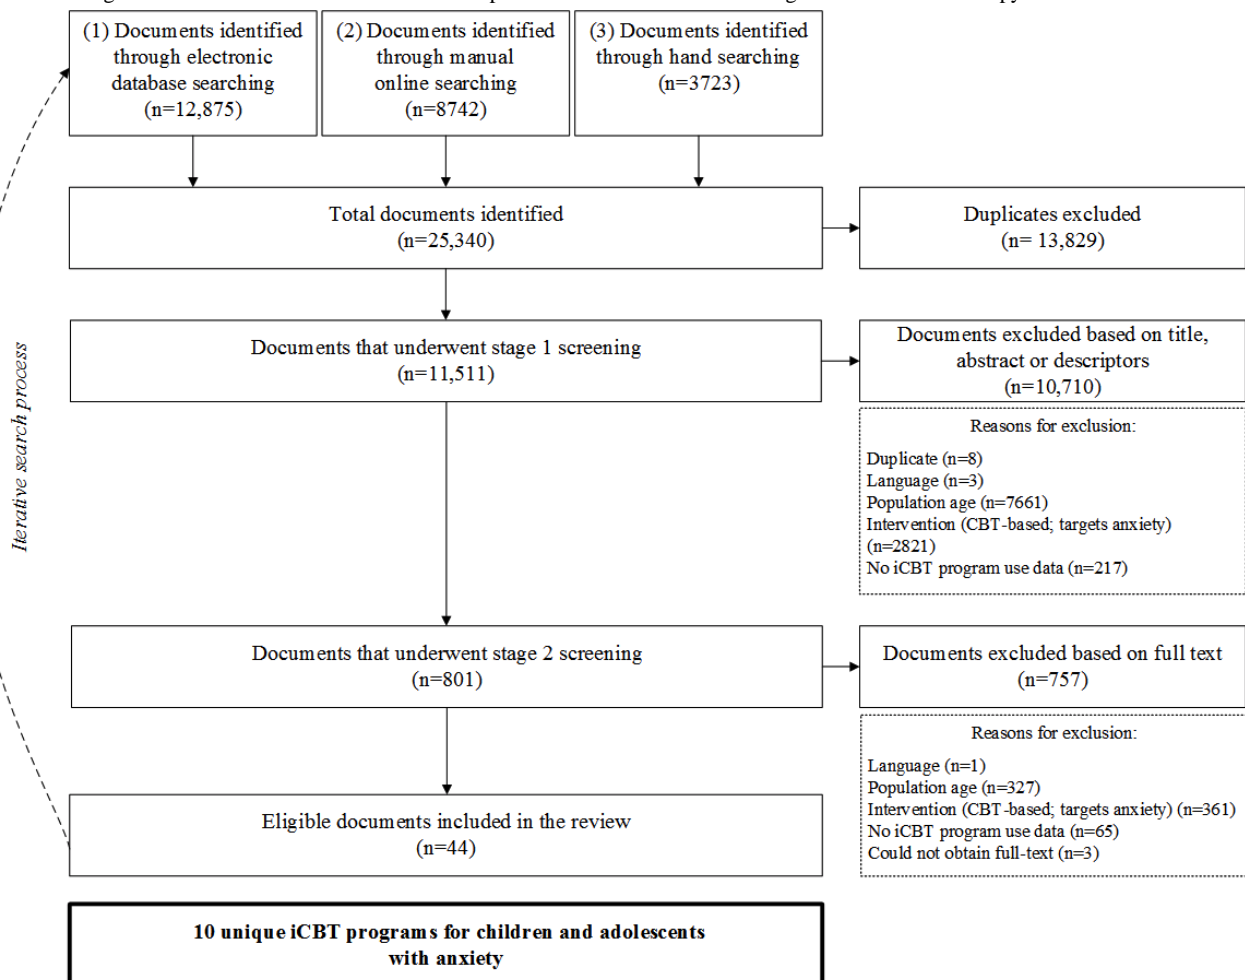 (1) Documents identified
through electronic
database searching
(n=12,875)
(2) Documents identified
through manual
online searching
(n=8742)
(3) Documents identified
through hand searching
(n=3723)
Total documents identified
(n=25,340)
Duplicates excluded
(n= 13,829)
Iterative search process
Documents that underwent stage 1 screening
(n=11,511)
Documents excluded based on title,
abstract or descriptors
(n=10,710)
Reasons for exclusion:
Duplicate (n=8)
Language (n=3)
Population age (n=7661)
Intervention (CBT-based; targets anxiety)
(n=2821)
No iCBT program use data (n=217)
Documents that underwent stage 2 screening
(n=801)
Documents excluded based on full text
(n=757)
Reasons for exclusion:
Language (n=1)
Population age (n=327)
Intervention (CBT-based; targets anxiety) (n=361)
No iCBT program use data (n=65)
Could not obtain full-text (n=3)
Eligible documents included in the review
(n=44)
10 unique iCBT programs for children and adolescents
with anxiety